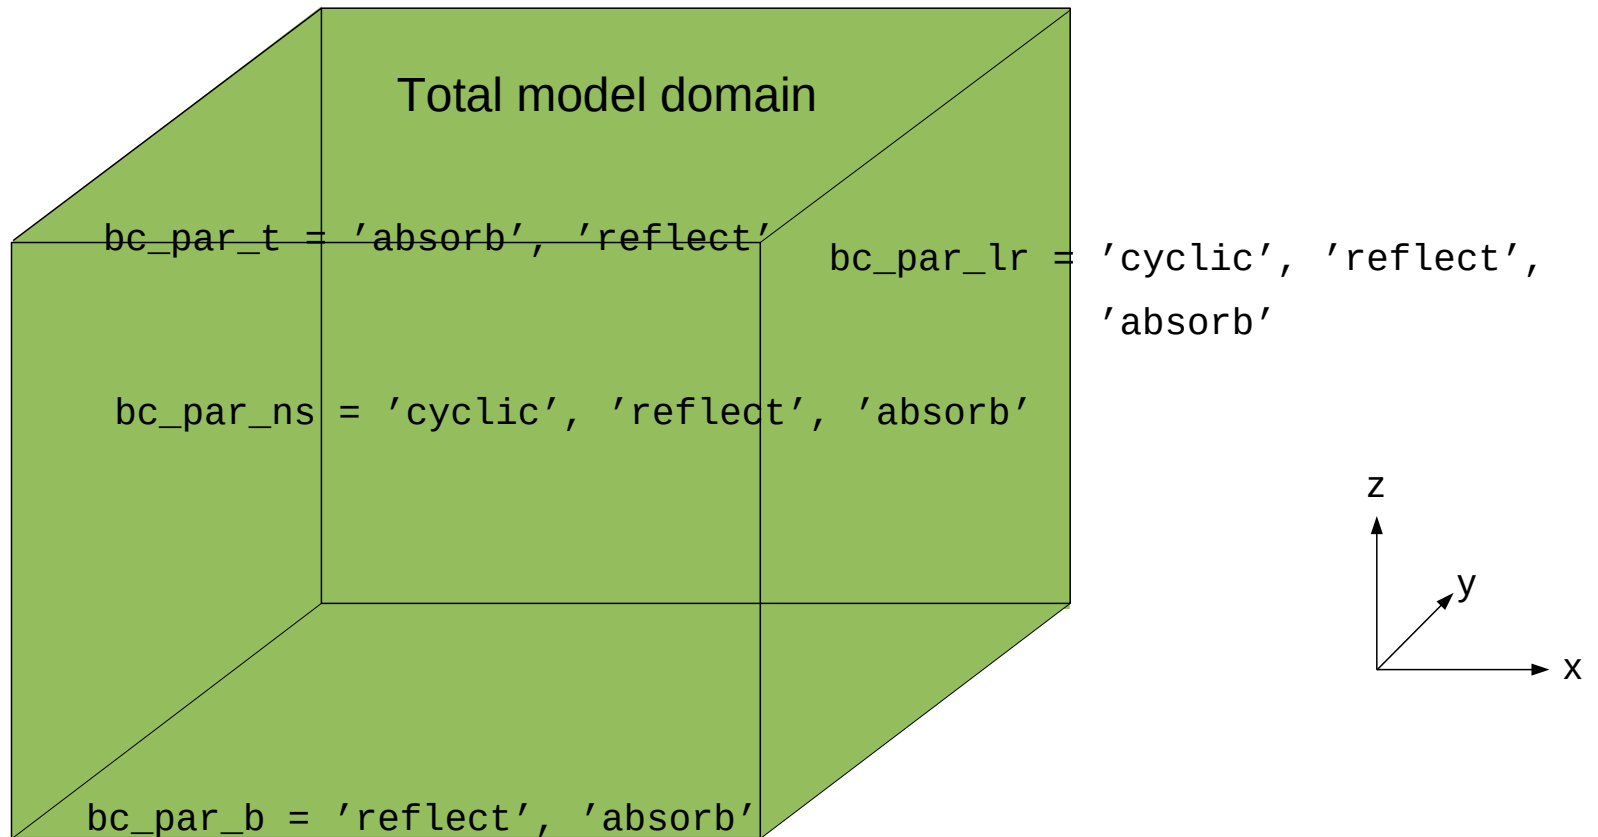 Total model domain
bc_par_t = ’absorb’, ’reflect’
bc_par_lr = ’cyclic’, ’reflect’,
’absorb’
bc_par_ns = ’cyclic’, ’reflect’, ’absorb’
z
y
x
bc_par_b = ’reflect’, ’absorb’